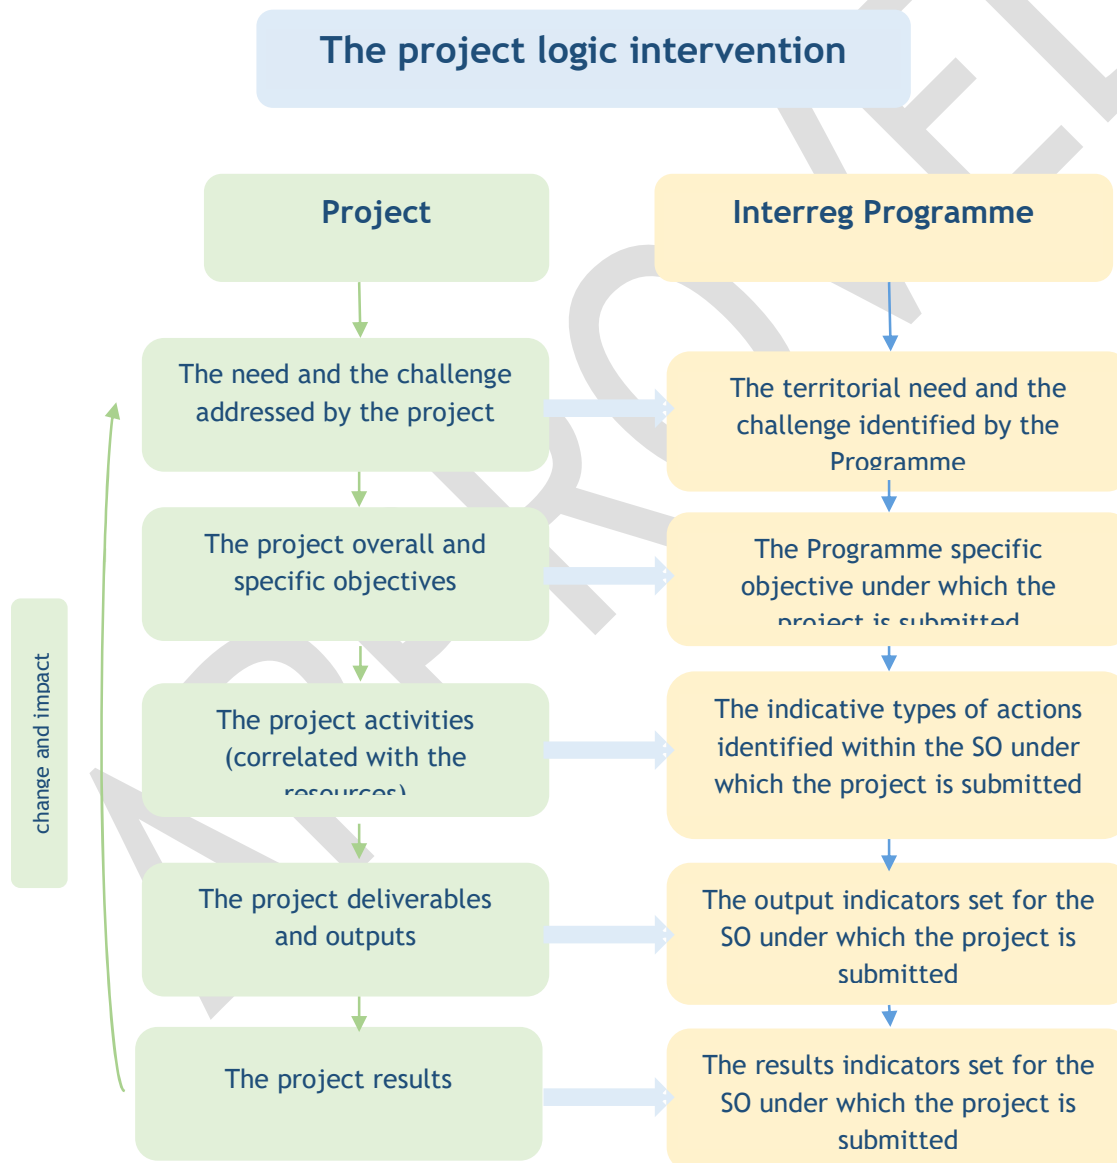 The project logic intervention
Project
Interreg Programme
The need and the challenge
addressed by the project
The territorial need and the
challenge identified by the
Programme
The project overall and
specific objectives
The Programme specific
objective under which the
project is submitted
change and impact
The project activities
(correlated with the
resources)
The indicative types of actions
identified within the SO under
which the project is submitted
The project deliverables
and outputs
The output indicators set for the
SO under which the project is
submitted
The project results
The results indicators set for the
SO under which the project is
submitted